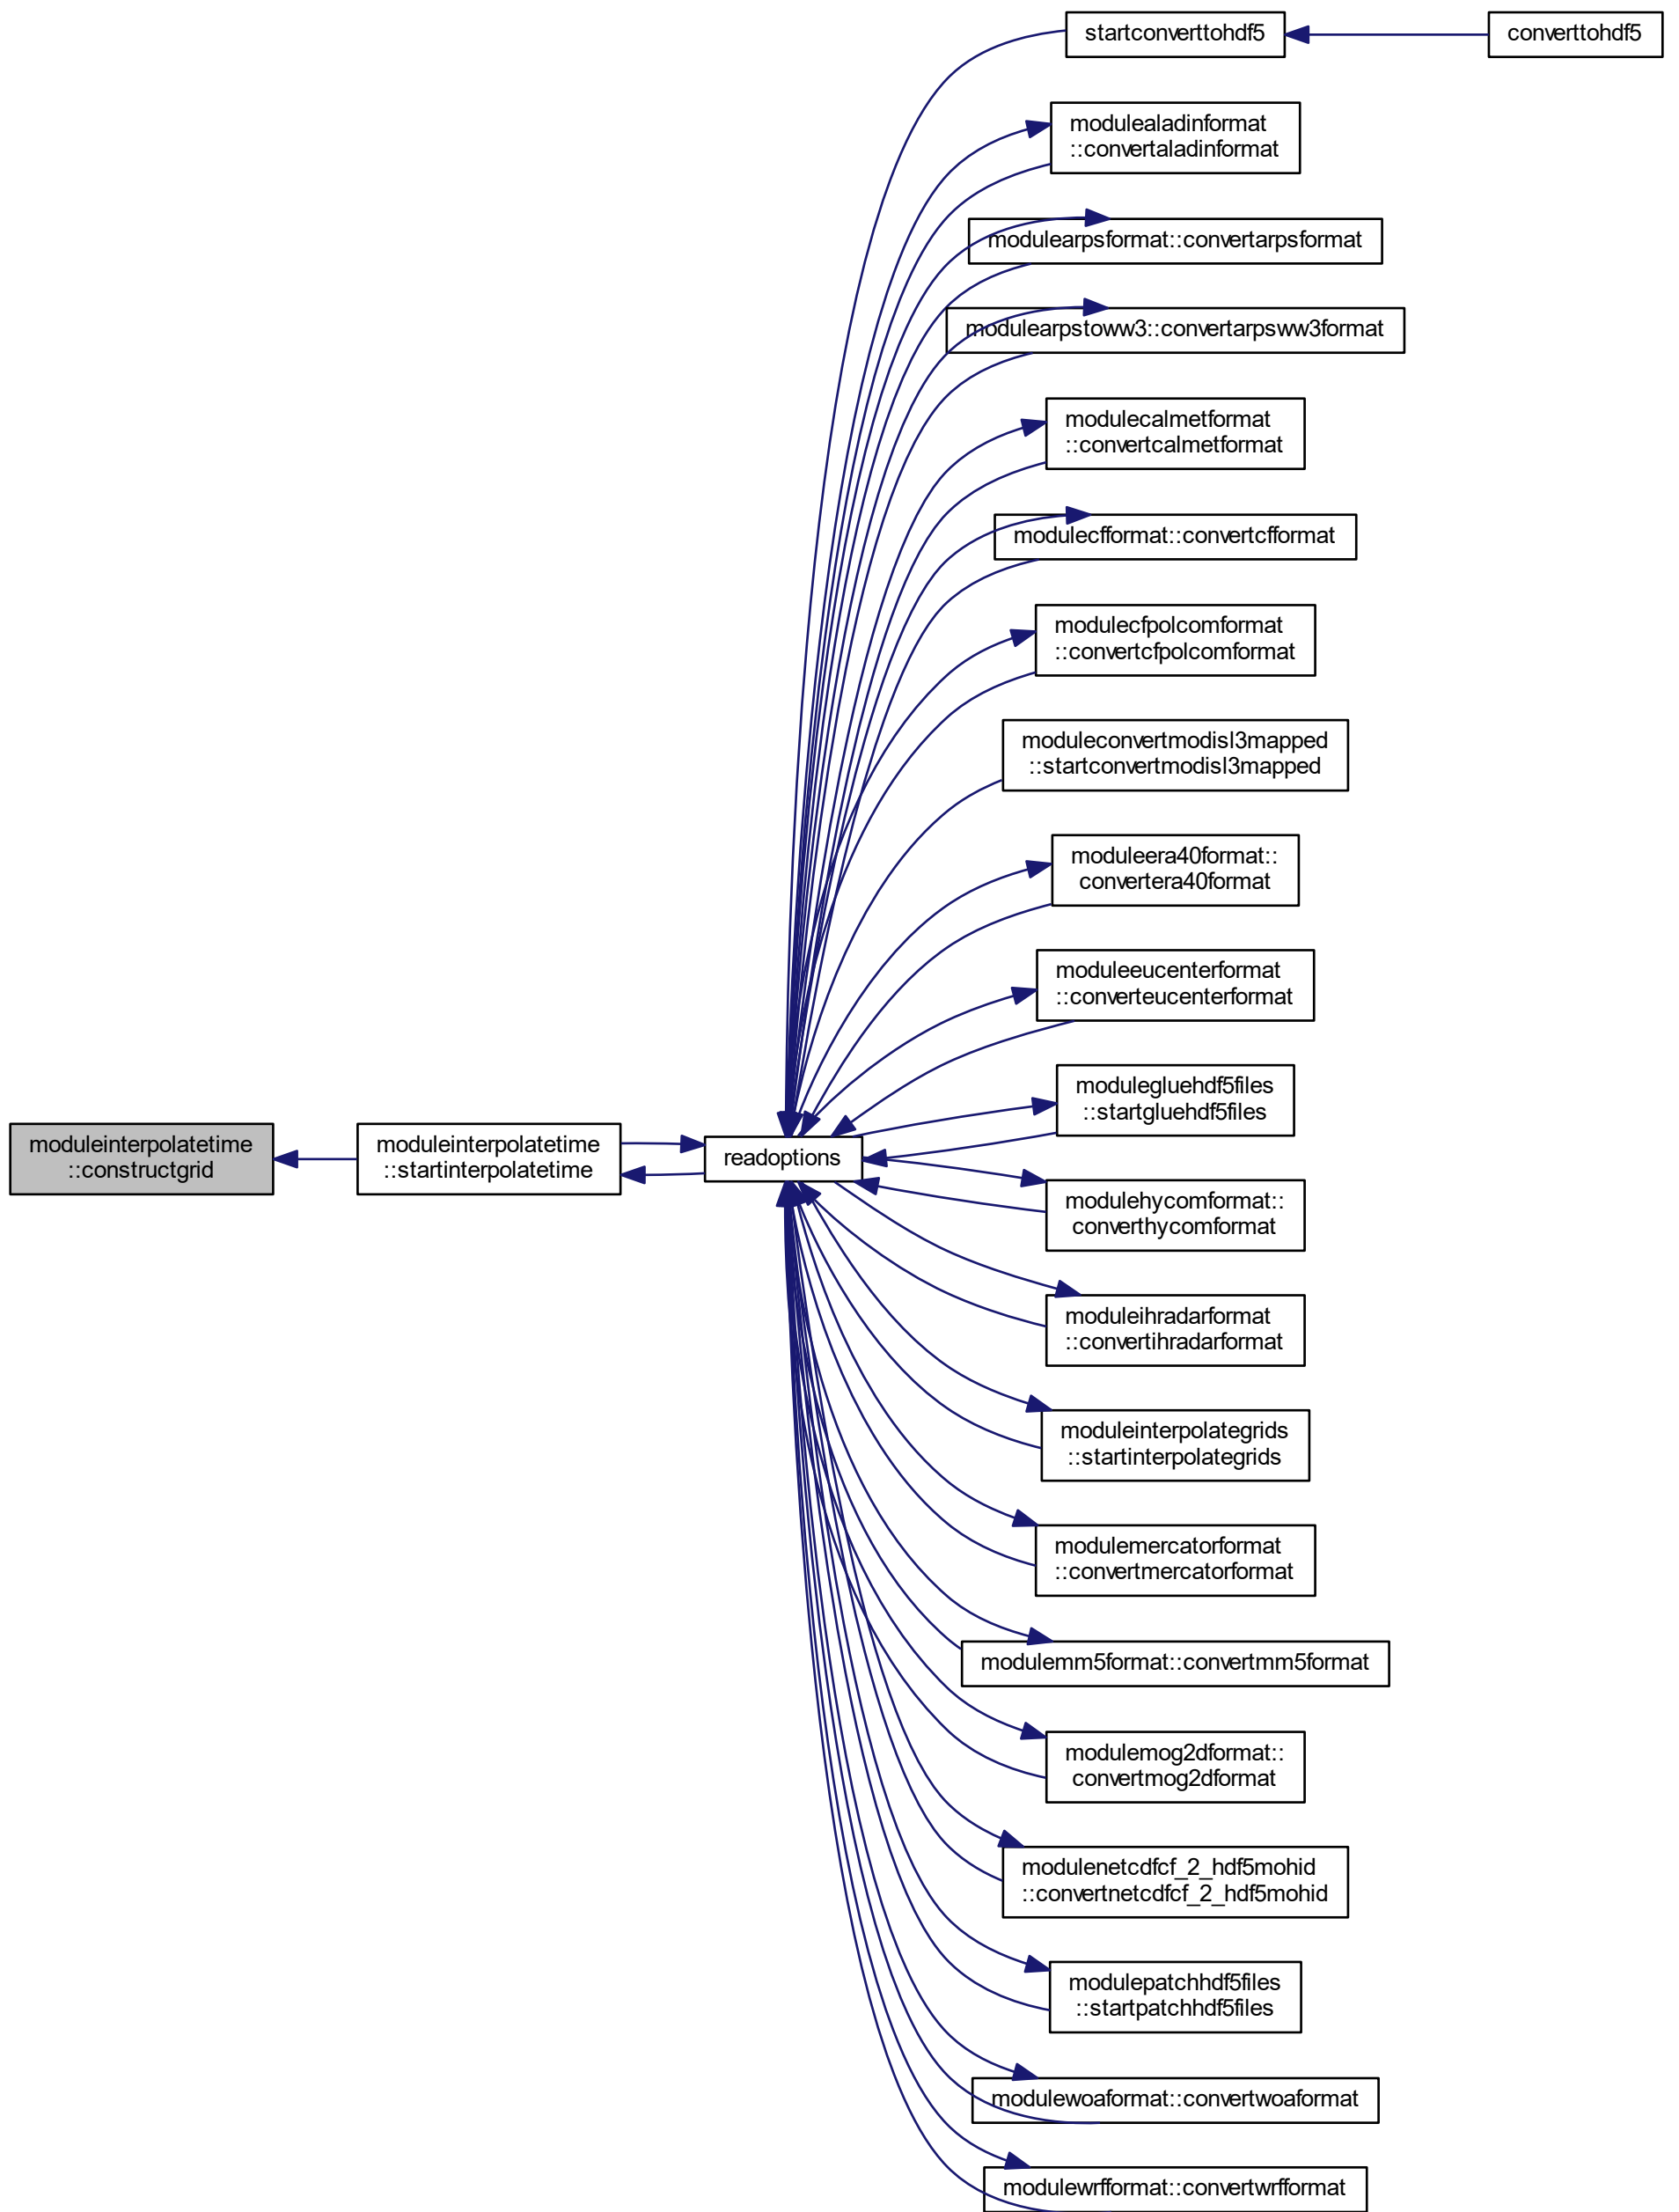 startconverttohdf5
converttohdf5
modulealadinformat
::convertaladinformat
modulearpsformat::convertarpsformat
modulearpstoww3::convertarpsww3format
modulecalmetformat
::convertcalmetformat
modulecfformat::convertcfformat
modulecfpolcomformat
::convertcfpolcomformat
moduleconvertmodisl3mapped
::startconvertmodisl3mapped
moduleera40format::
convertera40format
moduleeucenterformat
::converteucenterformat
modulegluehdf5files
::startgluehdf5files
moduleinterpolatetime
::constructgrid
moduleinterpolatetime
::startinterpolatetime
readoptions
modulehycomformat::
converthycomformat
moduleihradarformat
::convertihradarformat
moduleinterpolategrids
::startinterpolategrids
modulemercatorformat
::convertmercatorformat
modulemm5format::convertmm5format
modulemog2dformat::
convertmog2dformat
modulenetcdfcf_2_hdf5mohid
::convertnetcdfcf_2_hdf5mohid
modulepatchhdf5files
::startpatchhdf5files
modulewoaformat::convertwoaformat
modulewrfformat::convertwrfformat